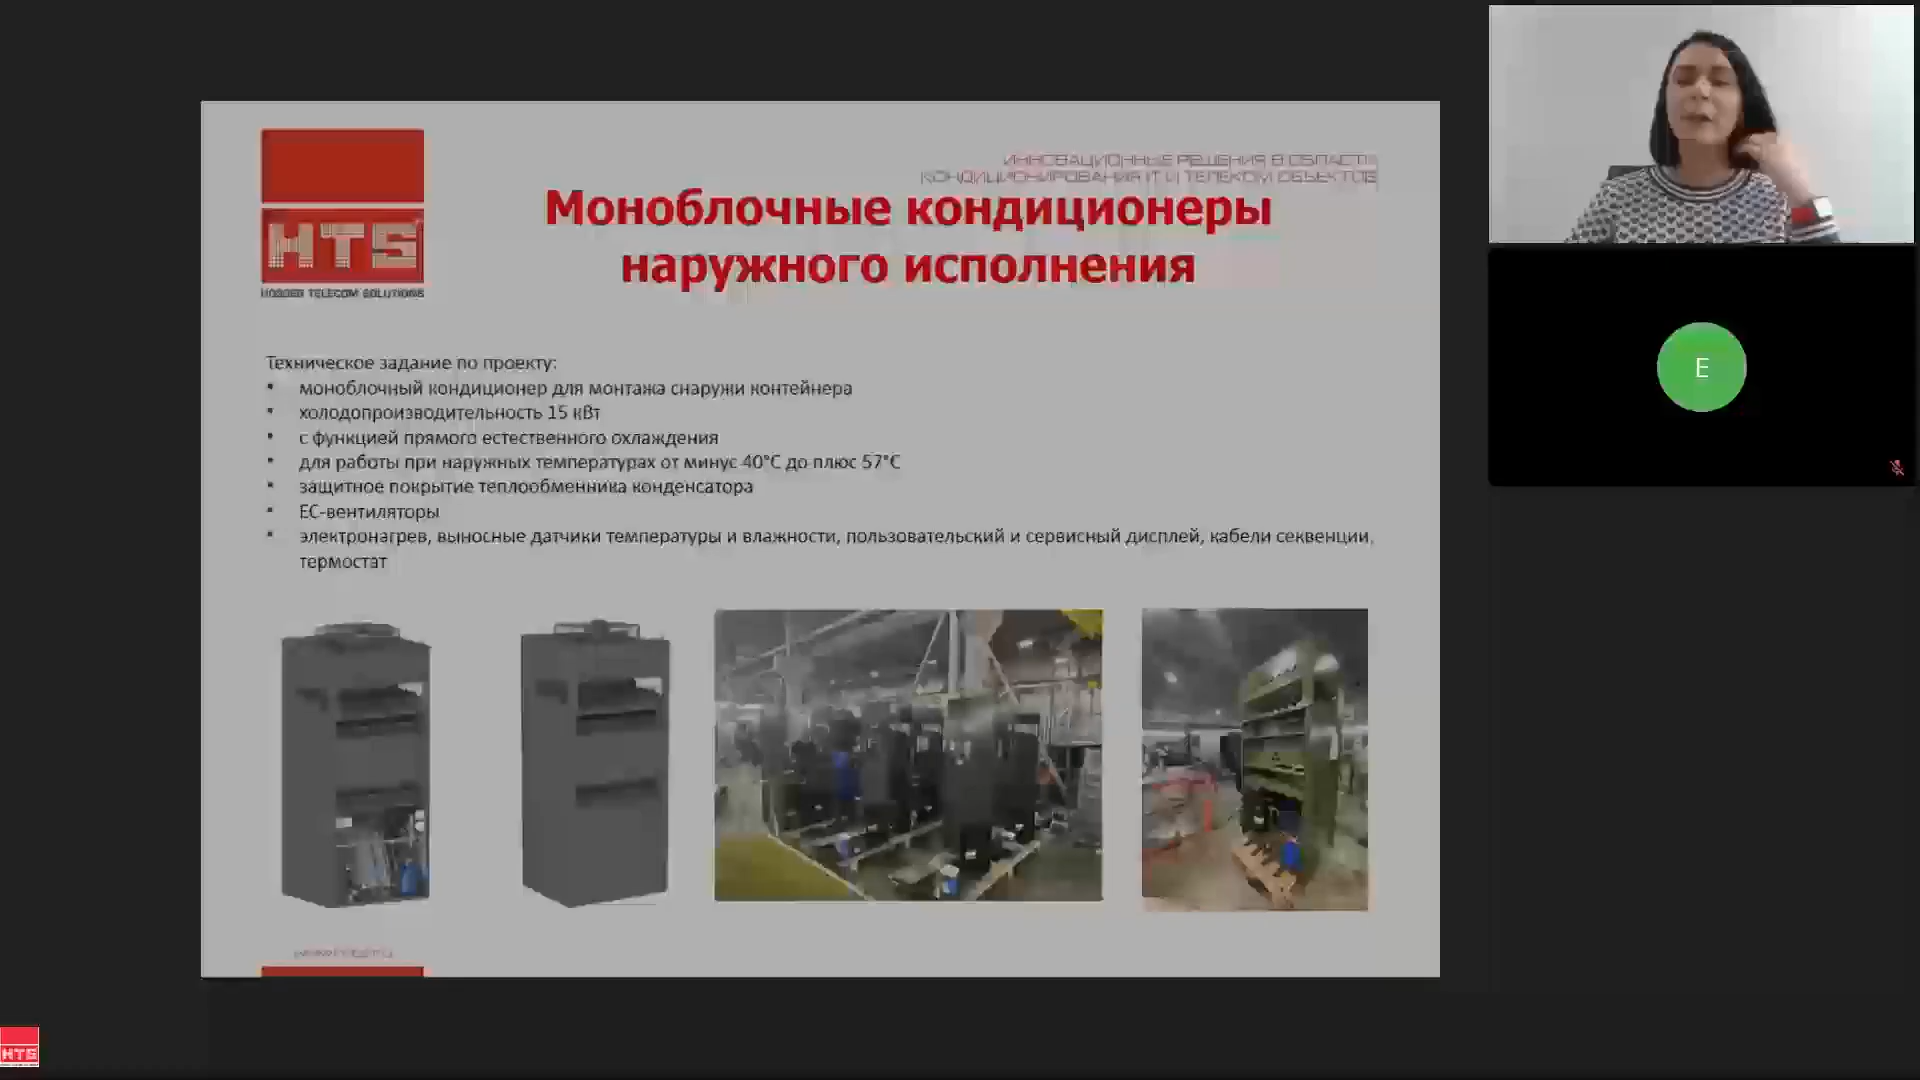 ИННОВАЦИОННЫЕ РЕШЕНИЯ В ОБЛАСТИ
КОНДИЦИОНИРОВАНИЯ IT И ТЕЛЕКОМ ОБЪЕКТОВ
HTS
HOSSER TELECOM SOLUTIONS
Моноблочные кондиционеры
наружного исполнения
Техническое задание по проекту:
• моноблочный кондиционер для монтажа снаружи контейнера
• холодопроизводительность 15 кВт
• с функцией прямого естественного охлаждения
• для работы при наружных температурах от минус 40°C до плюс 57°C
• защитное покрытие теплообменника конденсатора
• ЕС-вентиляторы
• электронагрев, выносные датчики температуры и влажности, пользовательский и сервисный дисплей, кабели секвенции,
термостат
E
HTS